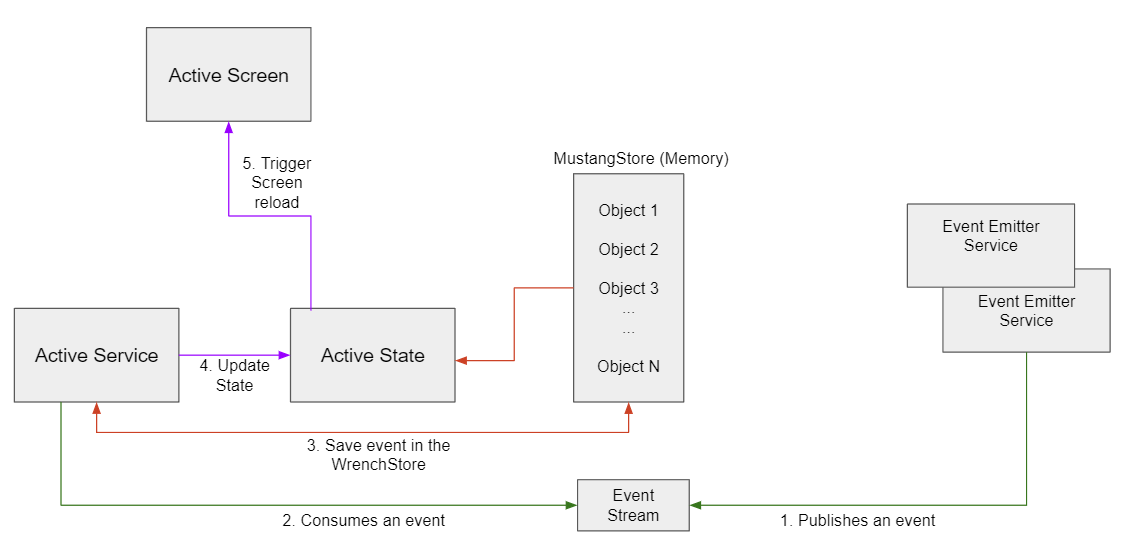 Active Screen
5. Trigger
Screen
reload
MustangStore (Memory)
Object 1
Object 2
Object 3
...
...
Object N
Event Emitter
Service
Event Emitter
Service
Active Service
4. Update
State
Active State
3. Save event in the
WrenchStore
2. Consumes an event
Event
Stream
1. Publishes an event